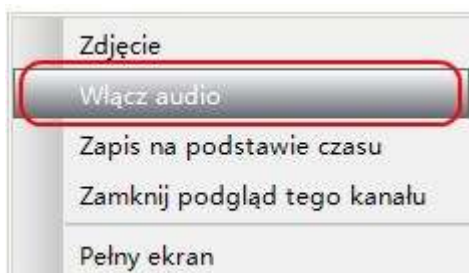 Zdjęcie
Włącz audio
Zapis na podstawie czasu
Zamknij podgląd tego kanału
Pełny ekran